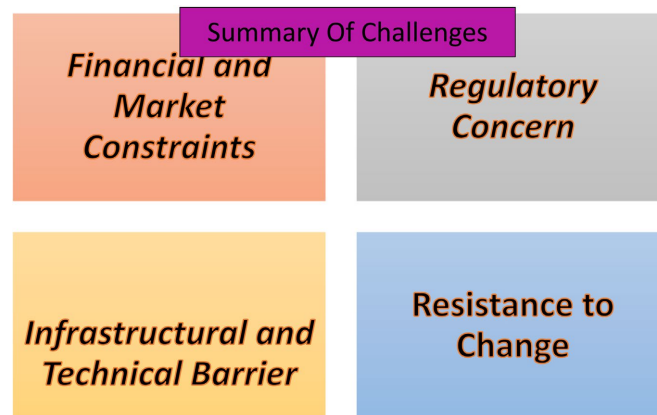 Summary Of Challenges
Financial and
Market
Constraints
Regulatory
Concern
Infrastructural and
Technical Barrier
Resistance to
Change